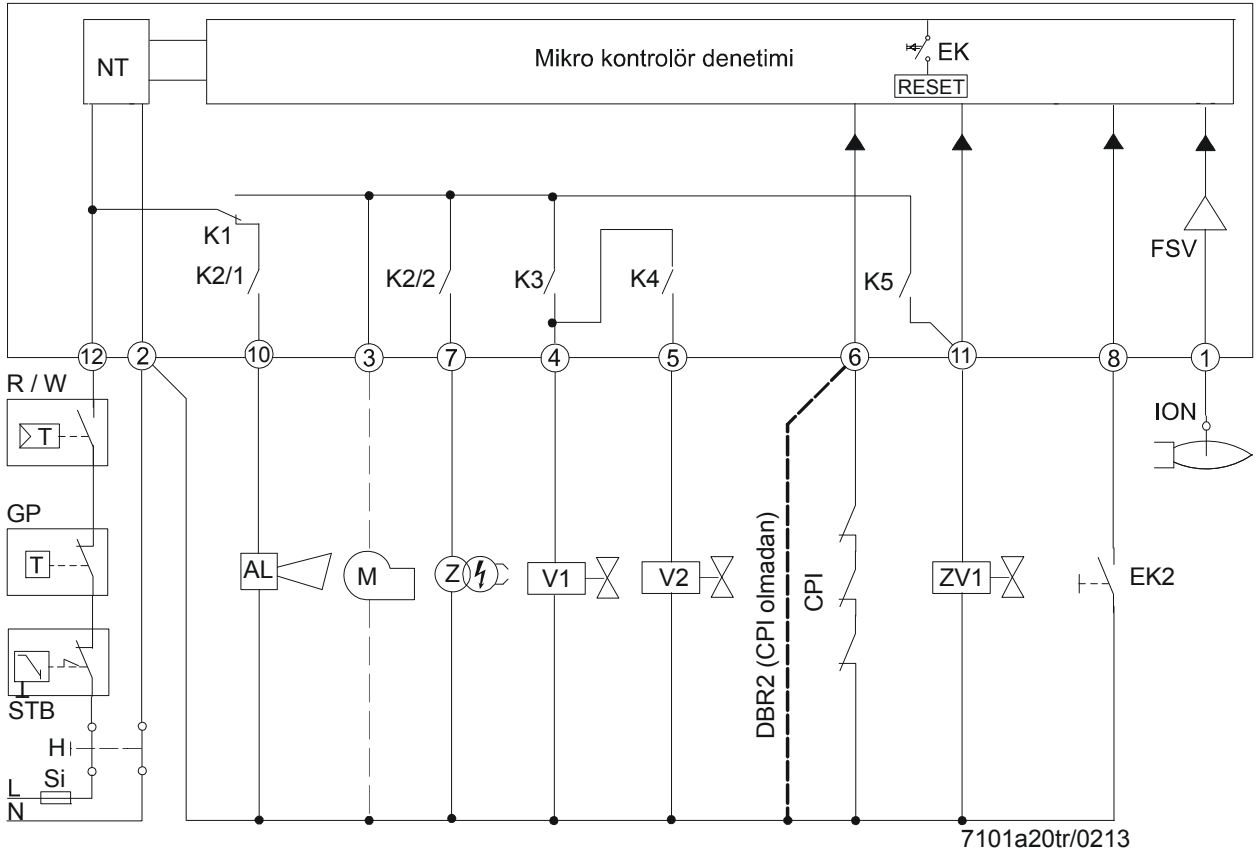 NT
Mikro kontrolör denetimi
EK
RESET
K1
K2/1
K2/2
K3
K4
K5
FSV
12
2
10
3
7
4
5
6
11
8
1
R / W
T
ION
GP
T
AL
M
Z
V1
V2
DBR2 (CPI olmadan)
CPI
ZV1
EK2
STB
H
Si
L
N
7101a20tr/0213